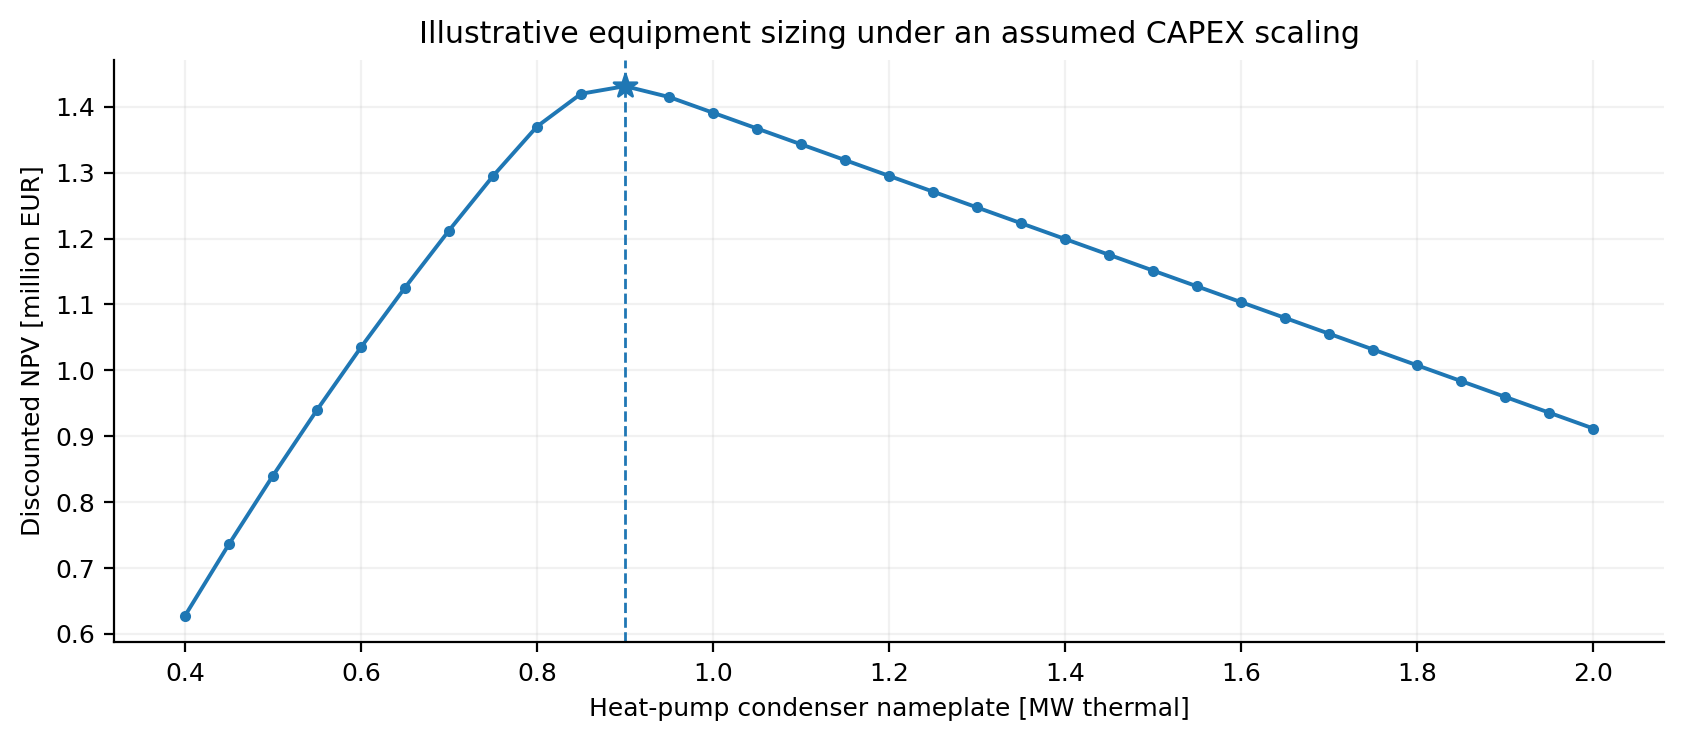 Illustrative equipment sizing under an assumed CAPEX scaling
Discounted NPV [million EUR]
1.4
1.3
1.2
1.1
1.0
0.9
0.8
0.7
0.6
0.4 0.6 0.8 1.0 1.2 1.4 1.6 1.8 2.0
Heat-pump condenser nameplate [MW thermal]